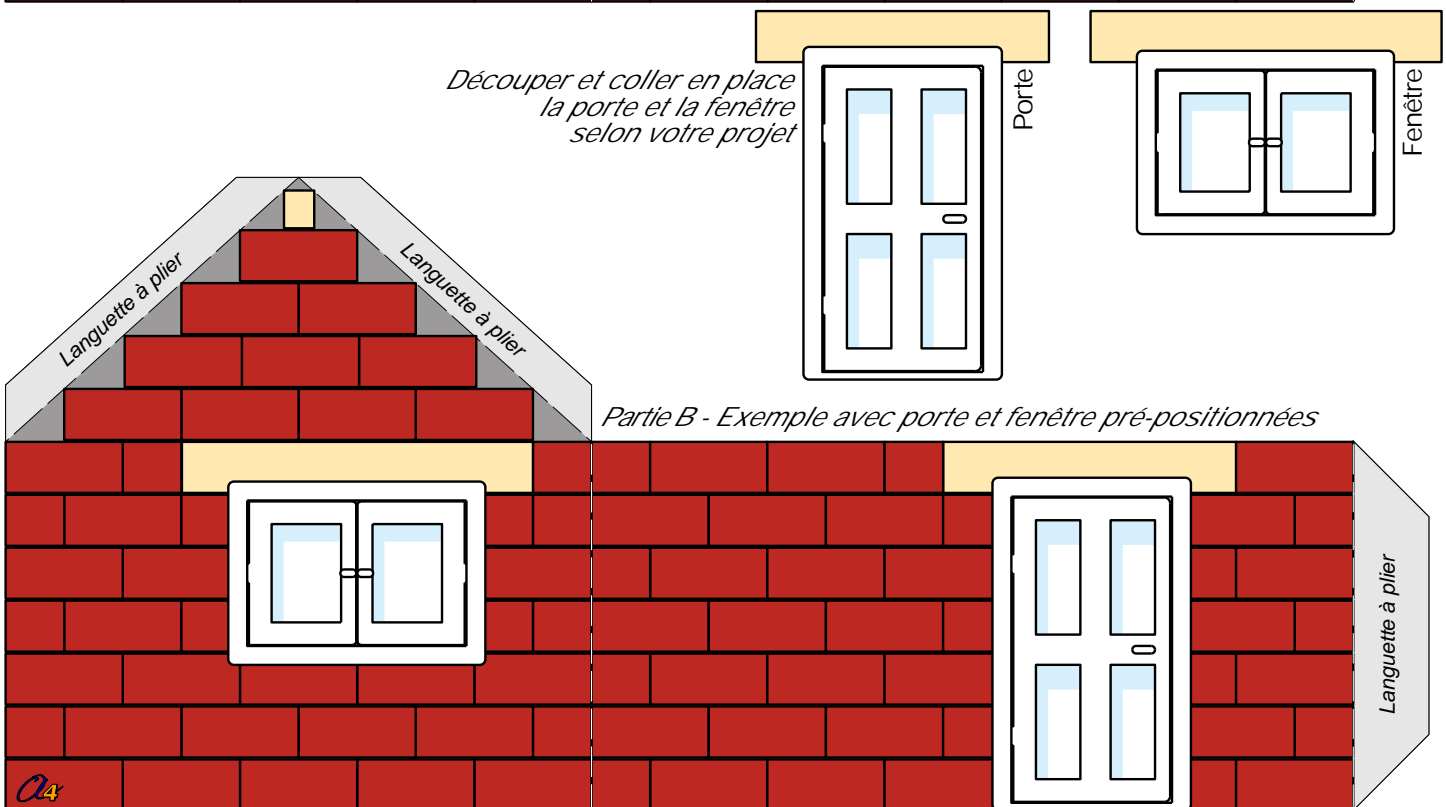 Découper et coller en place
la porte et la fenêtre
selon votre projet
Porte
Fenêtre
Languette à plier
Languette à plier
Partie B - Exemple avec porte et fenêtre pré-positionnées
Languette à plier
a4